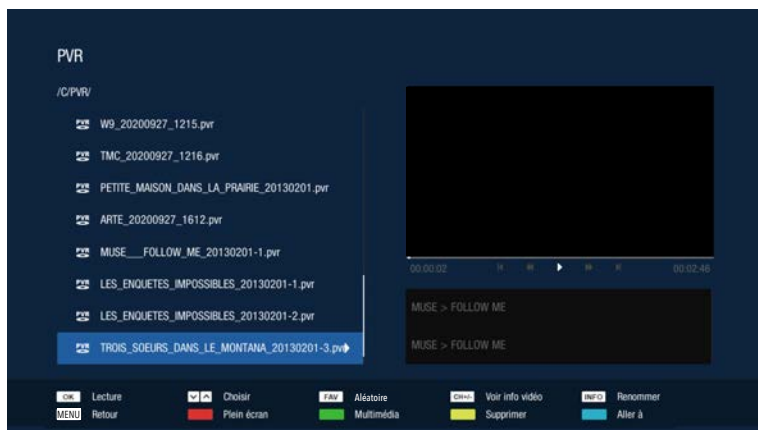 PVR
/C/PVR/
W9_20200927_1215.pvr
TMC_20200927_1216.pvr
PETITE_MAISON_DANS_LA_PRAIRIE_20130201.pvr
ARTE_20200927_1612.pvr
MUSE___FOLLOW_ME_20130201-1.pvr
LES_ENQUETES_IMPOSSIBLES_20130201-1.pvr
LES_ENQUETES_IMPOSSIBLES_20130201-2.pvr
TROIS_SOEURS_DANS_LE_MONTANA_20130201-3.pvr
00:00:02 00:02:46
MUSE > FOLLOW ME
MUSE > FOLLOW ME
OK Lecture Choisir FAV Aléatoire CH+/- Voir info vidéo INFO Renommer
MENU Retour Plein écran Multimédia Supprimer Aller à